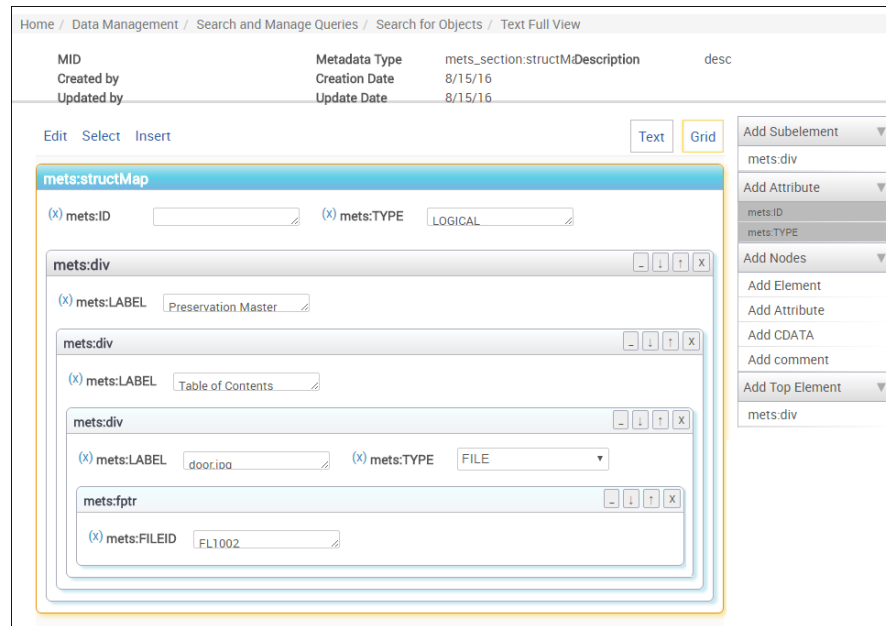 Home / Data Management / Search and Manage Queries / Search for Objects / Text Full View
MID Metadata Type mets_section:structMaDescription desc
Created by Creation Date 8/15/16
Updated by Update Date 8/15/16
Edit Select Insert Text Grid
mets:structMap
(X) mets:ID (X) mets:TYPE LOGICAL
mets:div _ ↓ ↑ X
(X) mets:LABEL Preservation Master
mets:div _ ↓ ↑ X
(X) mets:LABEL Table of Contents
mets:div _ ↓ ↑ X
(X) mets:LABEL door.jpg (X) mets:TYPE FILE
mets:fptr _ ↓ ↑ X
(X) mets:FILEID FL1002
Add Subelement
mets:div
Add Attribute
mets:ID
mets:TYPE
Add Nodes
Add Element
Add Attribute
Add CDATA
Add comment
Add Top Element
mets:div